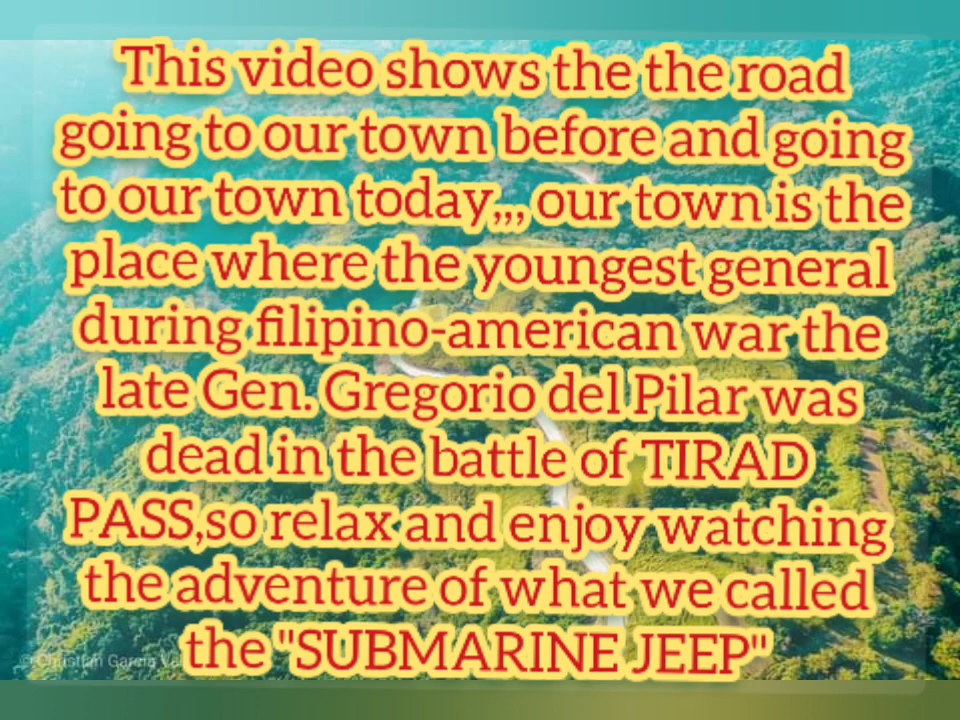 This video shows the the road
going to our town before and going
to our town today,,, our town is the
place where the youngest general
during filipino-american war the
late Gen. Gregorio del Pilar was
dead in the battle of TIRAD
PASS,so relax and enjoy watching
the adventure of what we called
the "SUBMARINE JEEP"
© Christian Garcia